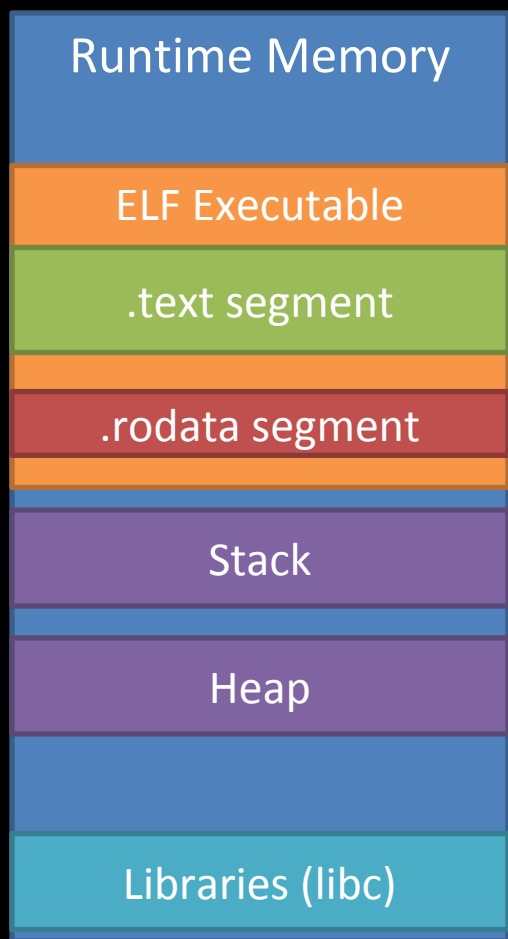 Runtime Memory
ELF Executable
.text segment
.rodata segment
Stack
Heap
Libraries (libc)